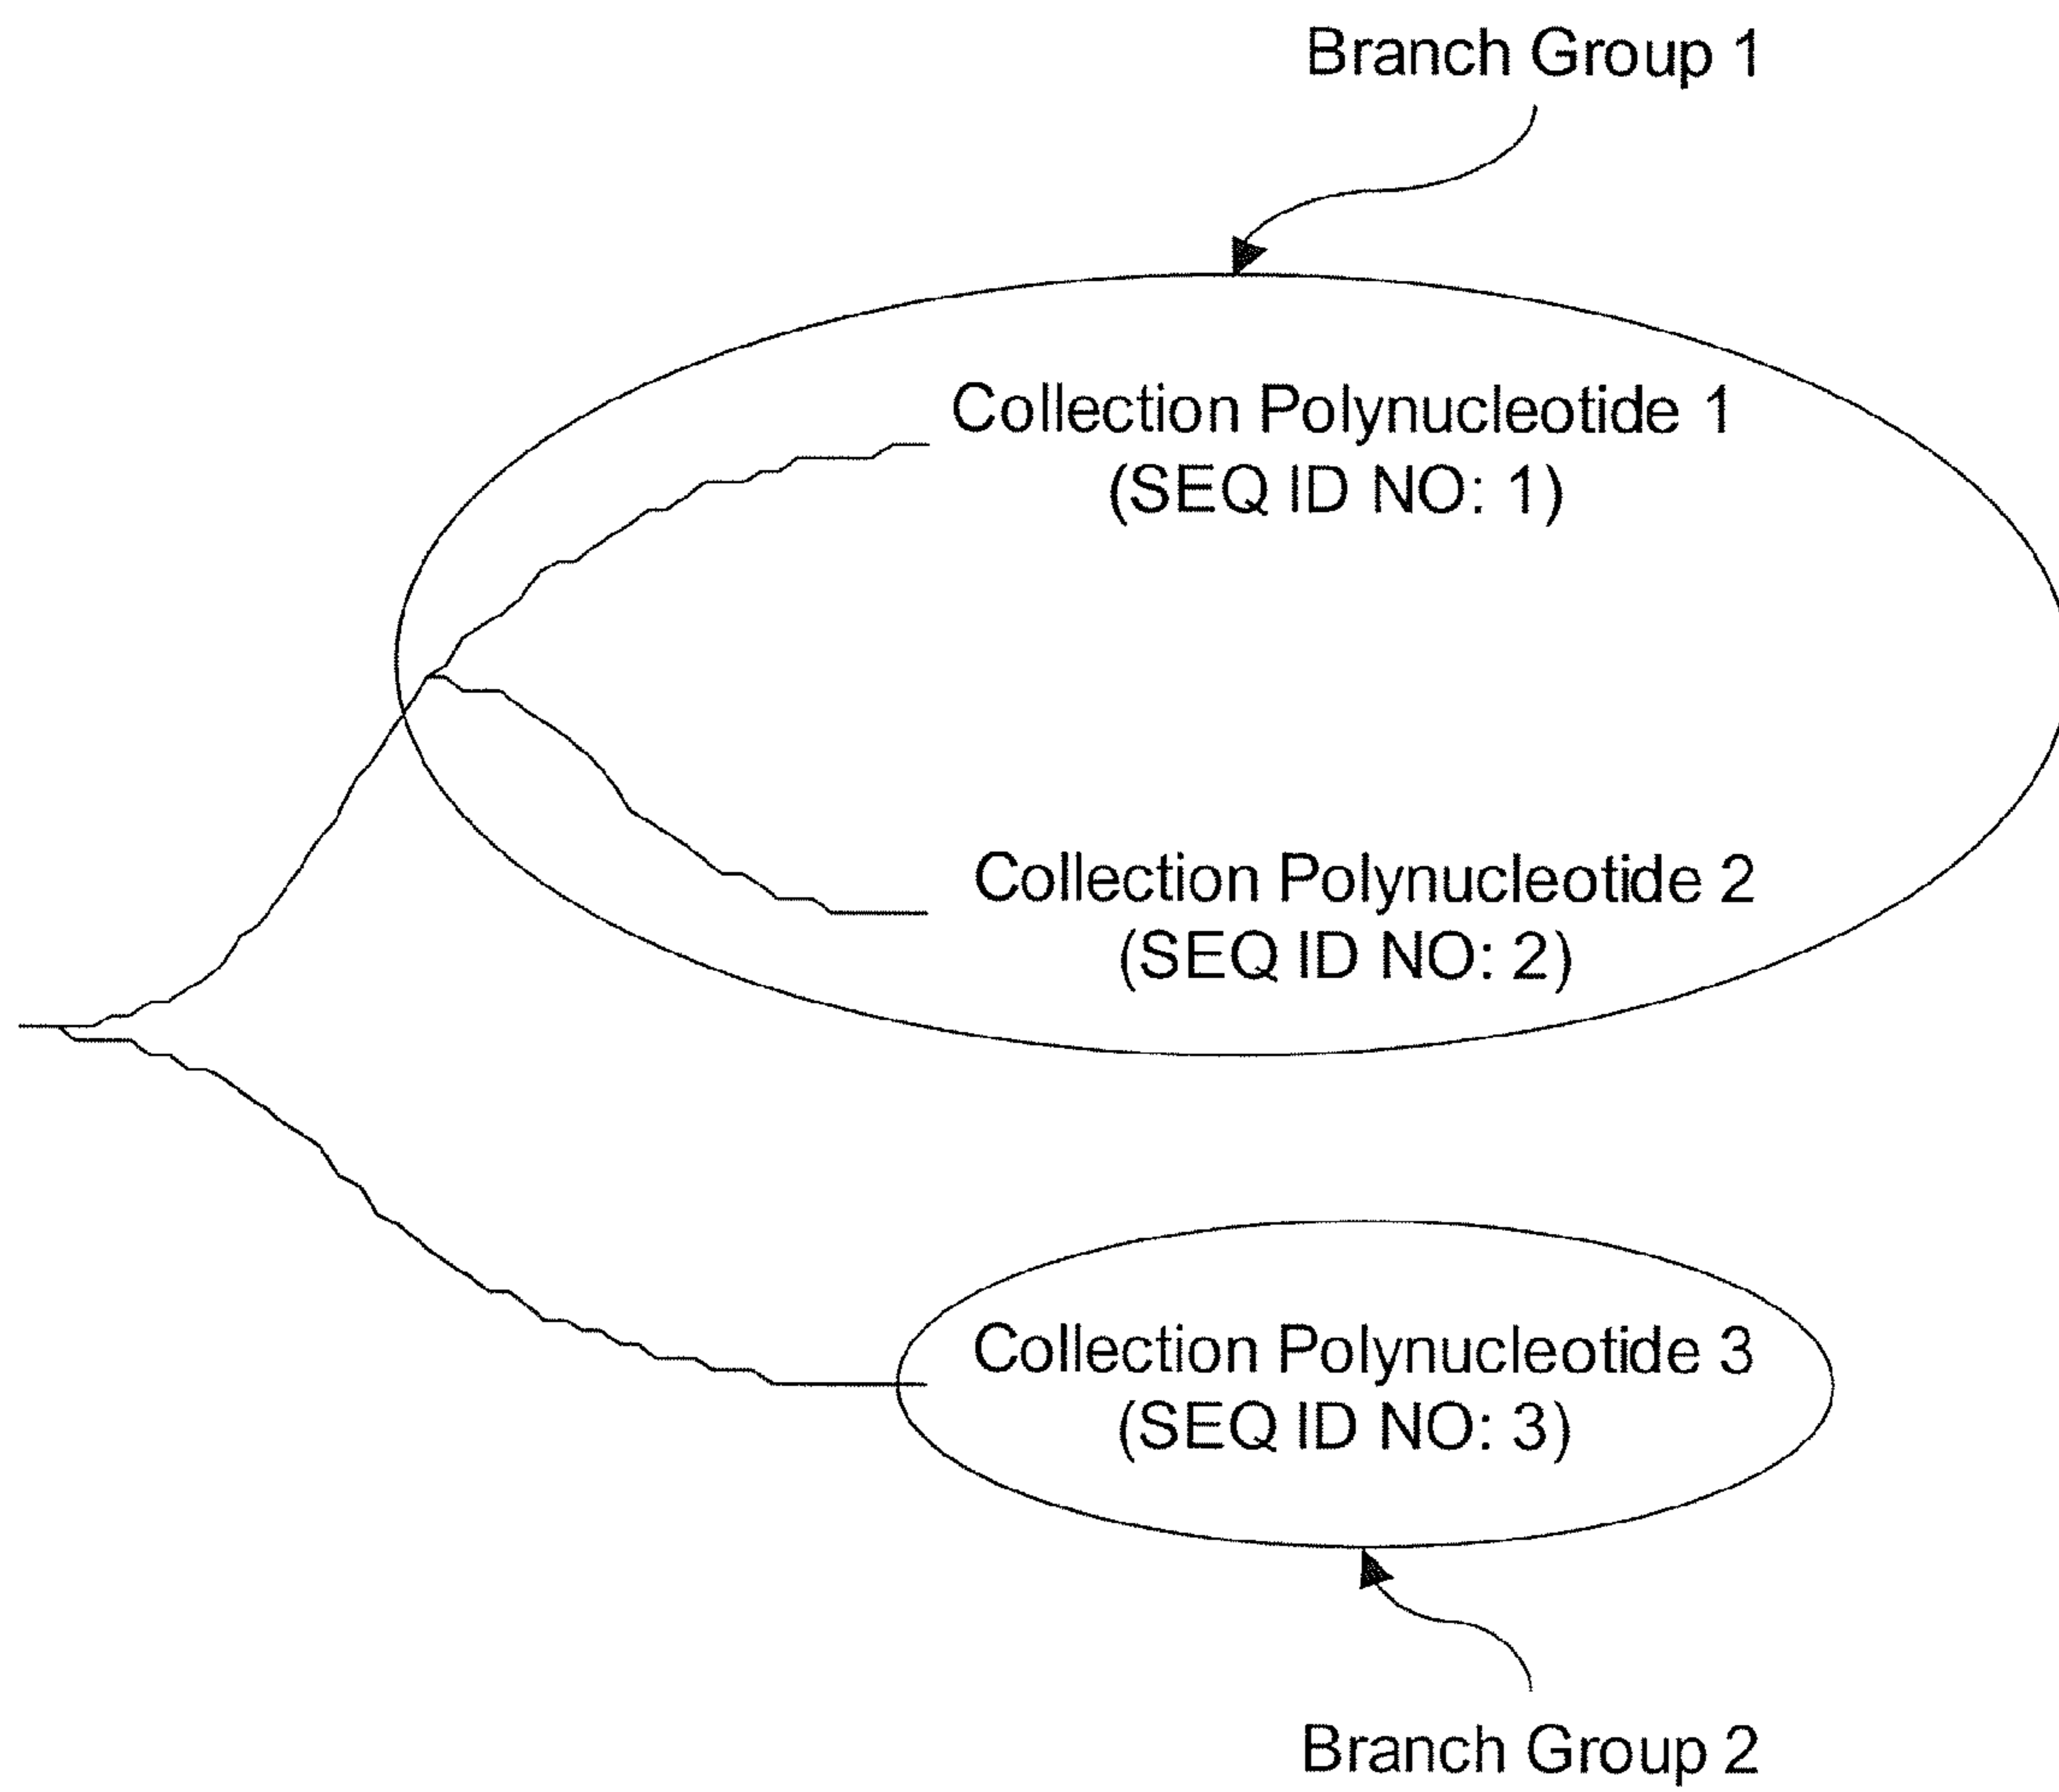 Branch Group 1
Collection Polynucleotide 1
(SEQ ID NO: 1)
Collection Polynucleotide 2
(SEQ ID NO: 2)
Collection Polynucleotide 3
(SEQ ID NO: 3)
Branch Group 2